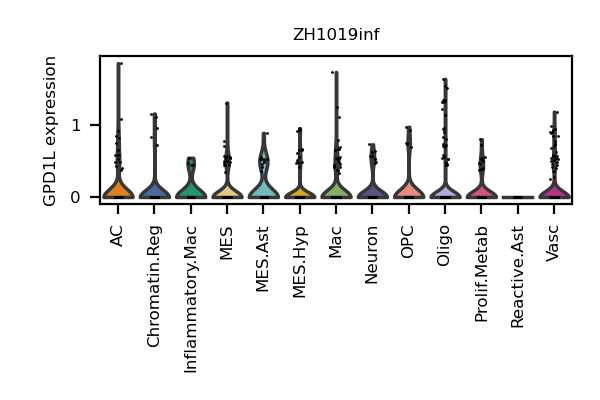 ZH1019inf
GPD1L expression
1
0
AC
Chromatin.Reg
Inflammatory.Mac
MES
MES.Ast
MES.Hyp
Mac
Neuron
OPC
Oligo
Prolif.Metab
Reactive.Ast
Vasc